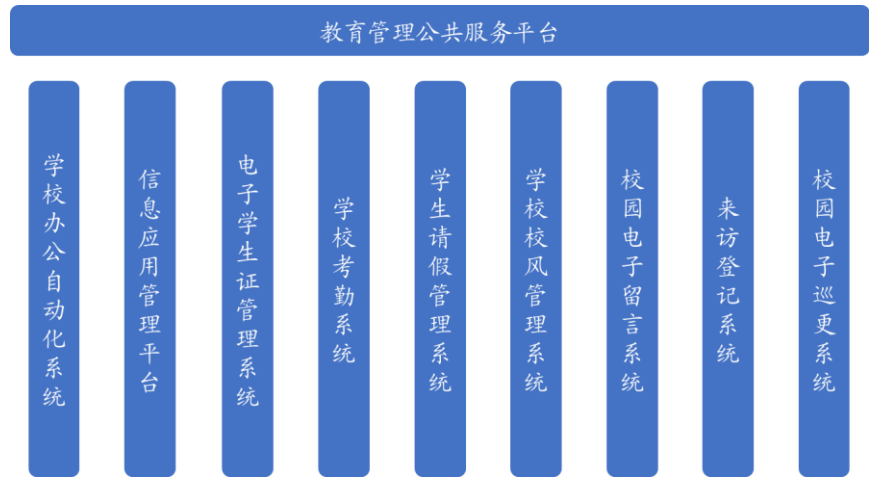 教育管理公共服务平台
学校办公自动化系统
信息应用管理平台
电子学生证管理系统
学校考勤系统
学生请假管理系统
学校校风管理系统
校园电子留言系统
来访登记系统
校园电子巡更系统